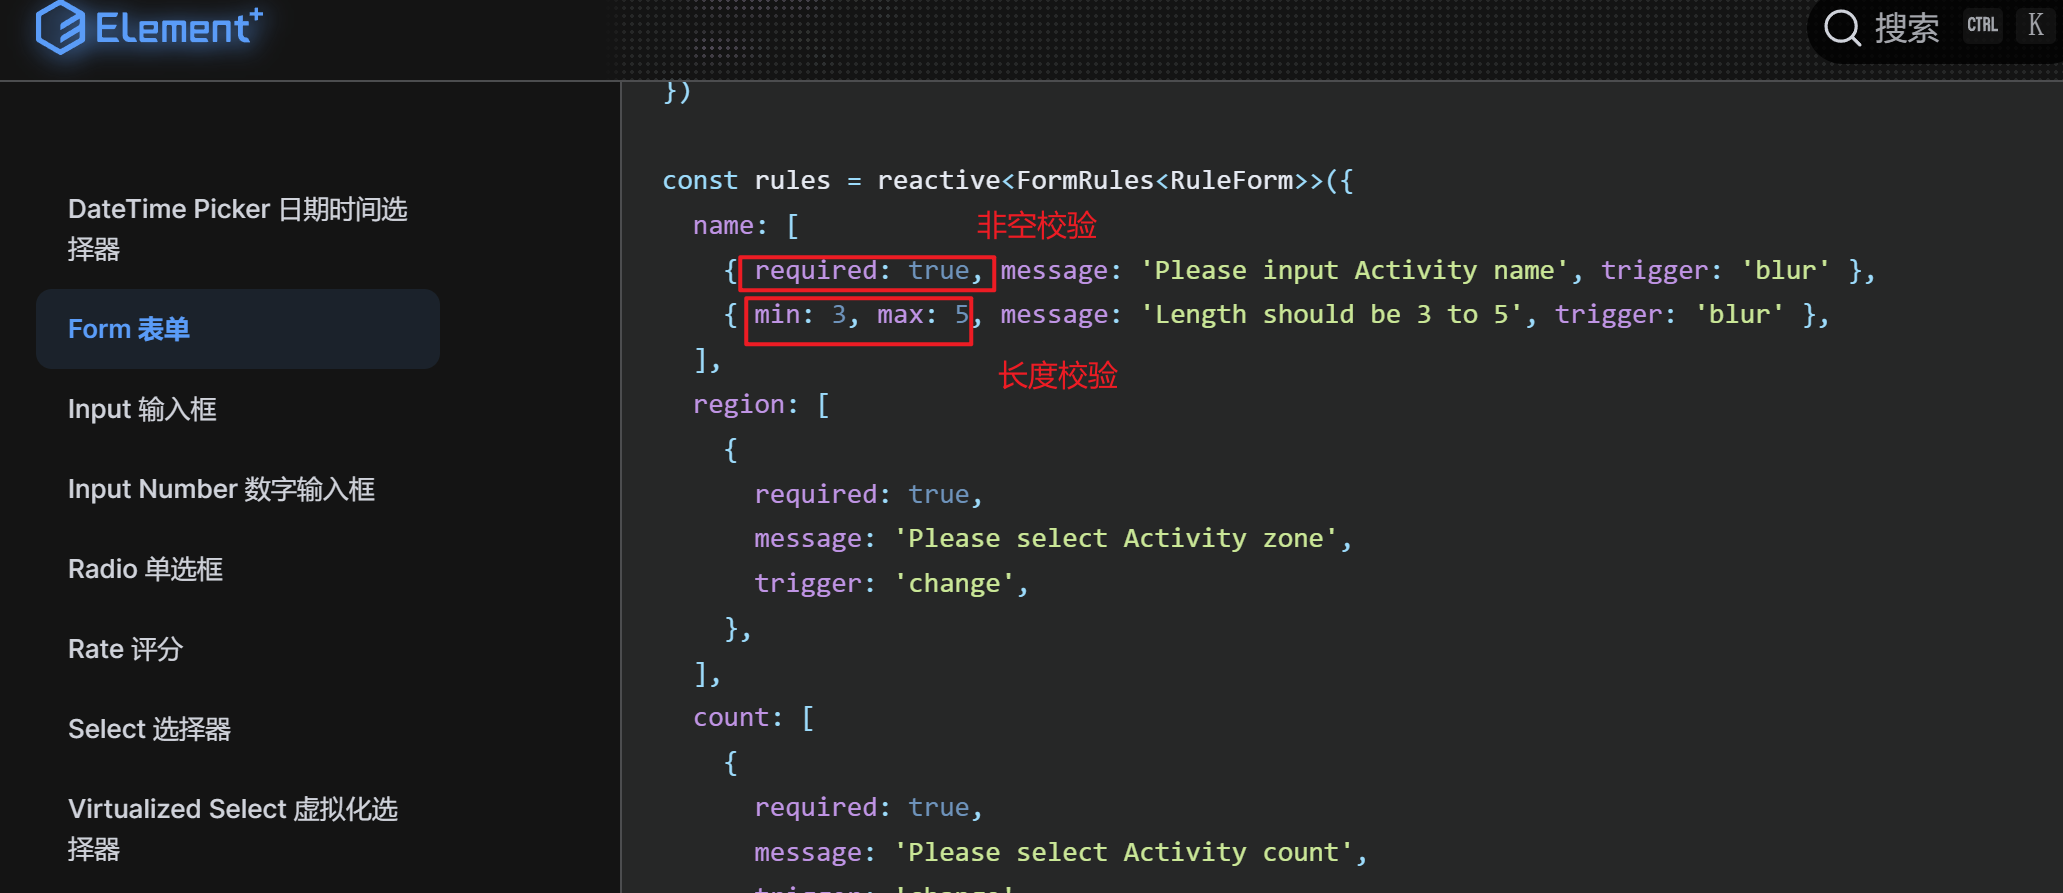 Element+
搜索 CTRL K
DateTime Picker 日期时间选
择器
Form 表单
Input 输入框
Input Number 数字输入框
Radio 单选框
Rate 评分
Select 选择器
Virtualized Select 虚拟化选
择器
})
const rules = reactive<FormRules<RuleForm>>({
name: [
非空校验
{ required: true, message: 'Please input Activity name', trigger: 'blur' },
{ min: 3, max: 5, message: 'Length should be 3 to 5', trigger: 'blur' },
],
长度校验
region: [
{
required: true,
message: 'Please select Activity zone',
trigger: 'change',
},
],
count: [
{
required: true,
message: 'Please select Activity count',
trigger: 'change'